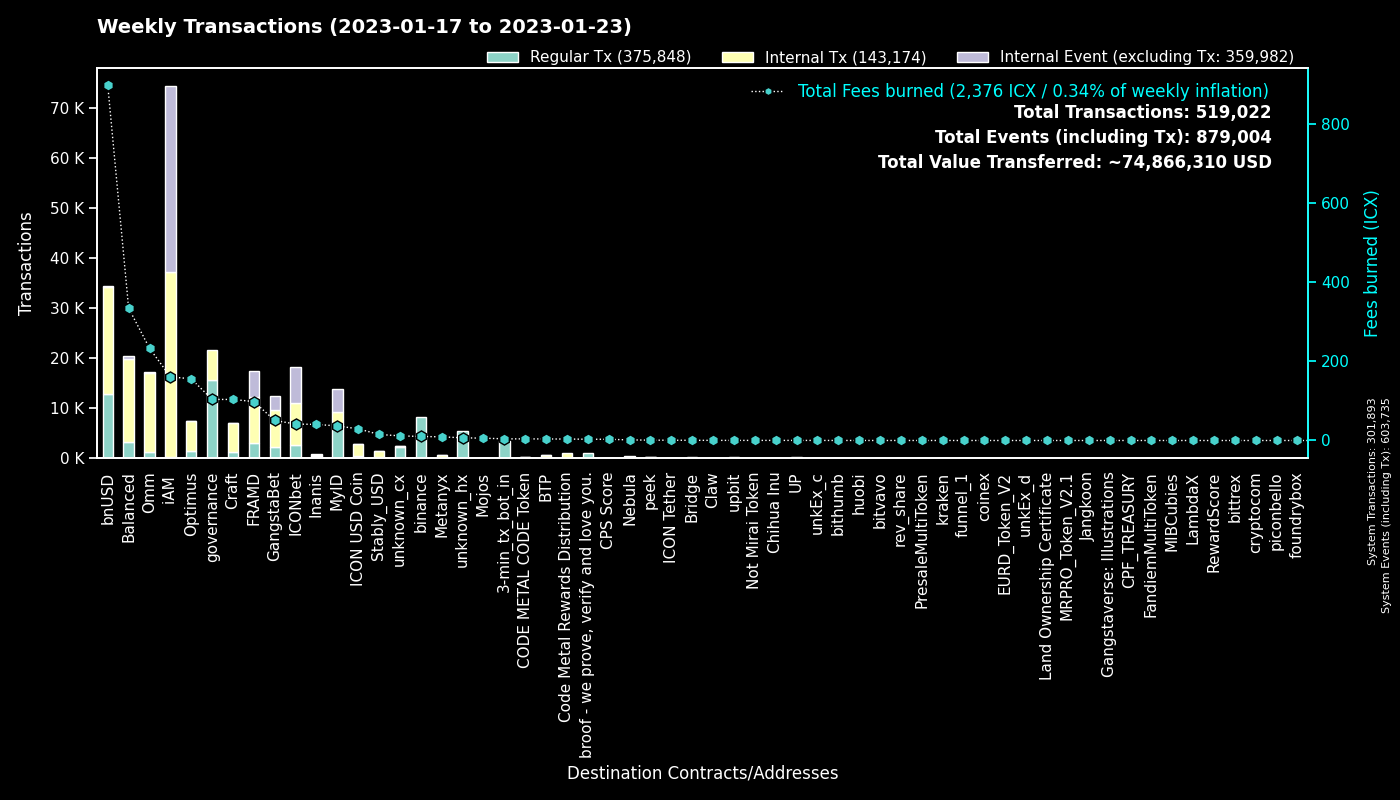 Weekly Transactions (2023-01-17 to 2023-01-23)
Regular Tx (375,848)
Internal Tx (143,174)
Internal Event (excluding Tx: 359,982)
Total Fees burned (2,376 ICX / 0.34% of weekly inflation)
Total Transactions: 519,022
Total Events (including Tx): 879,004
Total Value Transferred: ~74,866,310 USD
Transactions
70 K
60 K
50 K
40 K
30 K
20 K
10 K
0 K
800
600
400
200
0
Fees burned (ICX)
System Transactions: 301,893
System Events (including Tx): 603,735
bnUSD
Balanced
Omm
iAM
Optimus
governance
Craft
FRAMD
GangstaBet
ICONbet
Inanis
MyID
ICON USD Coin
Stably_USD
unknown_cx
binance
Metanyx
unknown_hx
Mojos
3-min_tx_bot_in
CODE METAL CODE Token
BTP
Code Metal Rewards Distribution
broof - we prove, verify and love you.
CPS Score
Nebula
peek
ICON Tether
Bridge
Claw
upbit
Not Mirai Token
Chihua Inu
UP
unkEx_c
bithumb
huobi
bitvavo
rev_share
PresaleMultiToken
kraken
funnel_1
coinex
EURD_Token_V2
unkEx_d
Land Ownership Certificate
MRPRO_Token_V2.1
Jangkoon
Gangstaverse: Illustrations
CPF_TREASURY
FandiemMultiToken
MIBCubies
LambdaX
RewardScore
bittrex
cryptocom
piconbello
foundrybox
Destination Contracts/Addresses